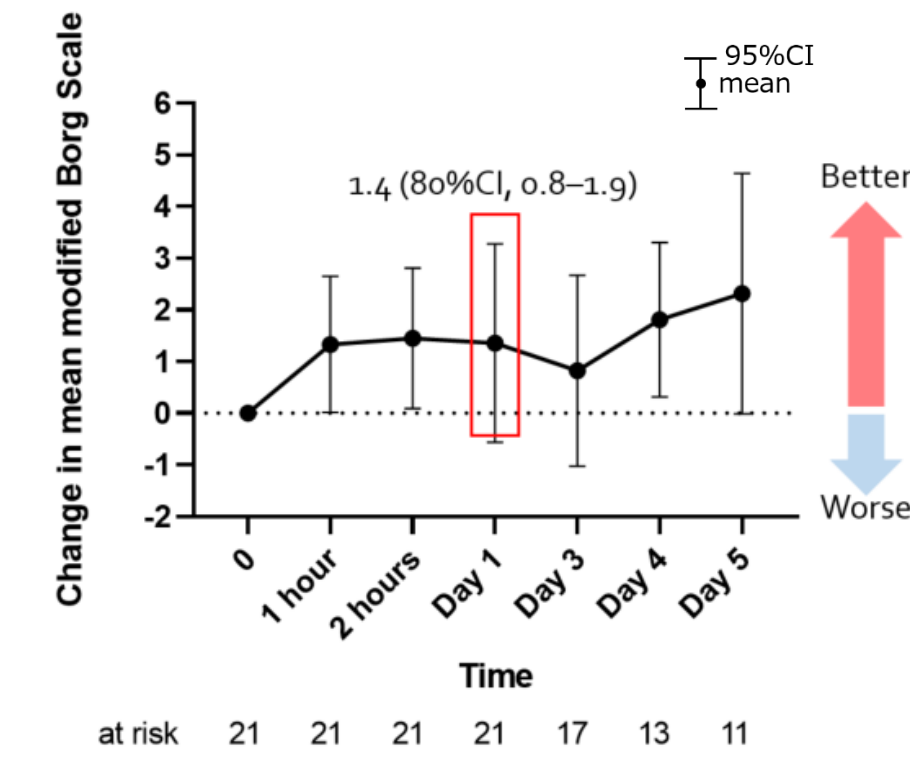 Change in mean modified Borg Scale
95%CI
mean
6
5
4
3
2
1
0
-1
-2
1.4 (80%CI, 0.8–1.9)
Better
Worse
0
1 hour
2 hours
Day 1
Day 3
Day 4
Day 5
Time
at risk 21 21 21 21 17 13 11